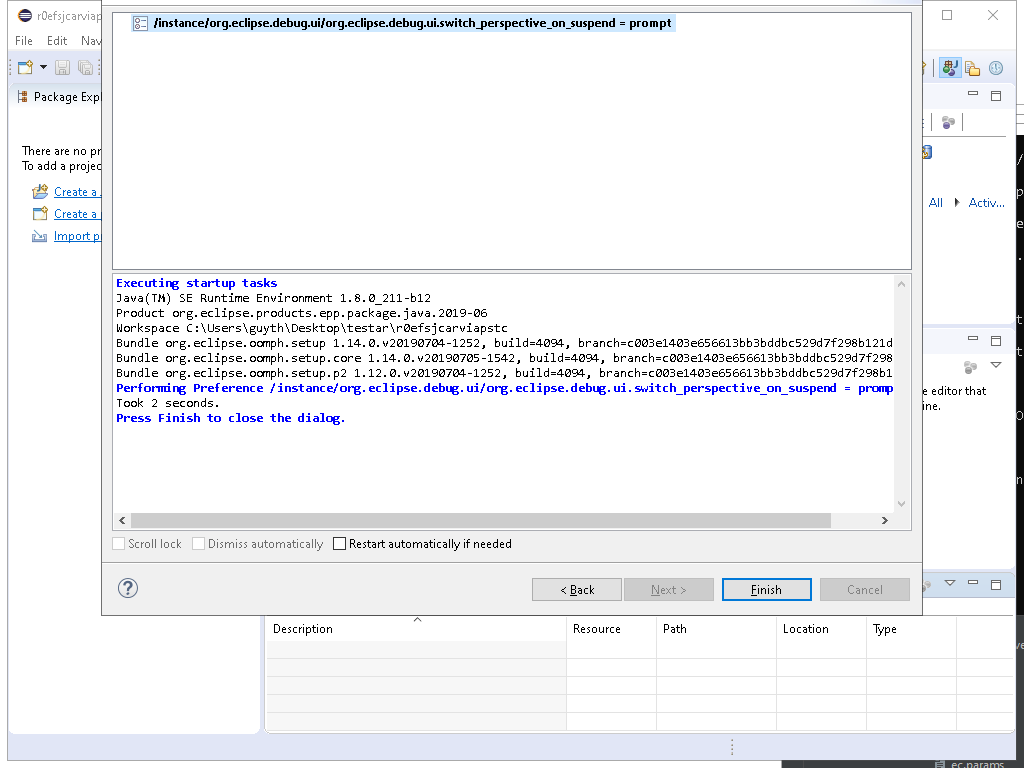 r0efsjcarviap
/instance/org.eclipse.debug.ui/org.eclipse.debug.ui.switch_perspective_on_suspend = prompt
File Edit Nav
Package Expl
There are no pr
To add a projec
Create a
Create a
Import p
All Activ...
Executing startup tasks
Java(TM) SE Runtime Environment 1.8.0_211-b12
Product org.eclipse.products.epp.package.java.2019-06
Workspace C:\Users\guyth\Desktop\testar\r0efsjcarviapstc
Bundle org.eclipse.oomph.setup 1.14.0.v20190704-1252, build=4094, branch=c003e1403e656613bb3bddbc529d7f298b121d
Bundle org.eclipse.oomph.setup.core 1.14.0.v20190705-1542, build=4094, branch=c003e1403e656613bb3bddbc529d7f298
Bundle org.eclipse.oomph.setup.p2 1.12.0.v20190704-1252, build=4094, branch=c003e1403e656613bb3bddbc529d7f298b1
Performing Preference /instance/org.eclipse.debug.ui/org.eclipse.debug.ui.switch_perspective_on_suspend = promp
Took 2 seconds.
Press Finish to close the dialog.
e editor that
ine.
Scroll lock Dismiss automatically Restart automatically if needed
? < Back Next > Finish Cancel
Description Resource Path Location Type
ec.params